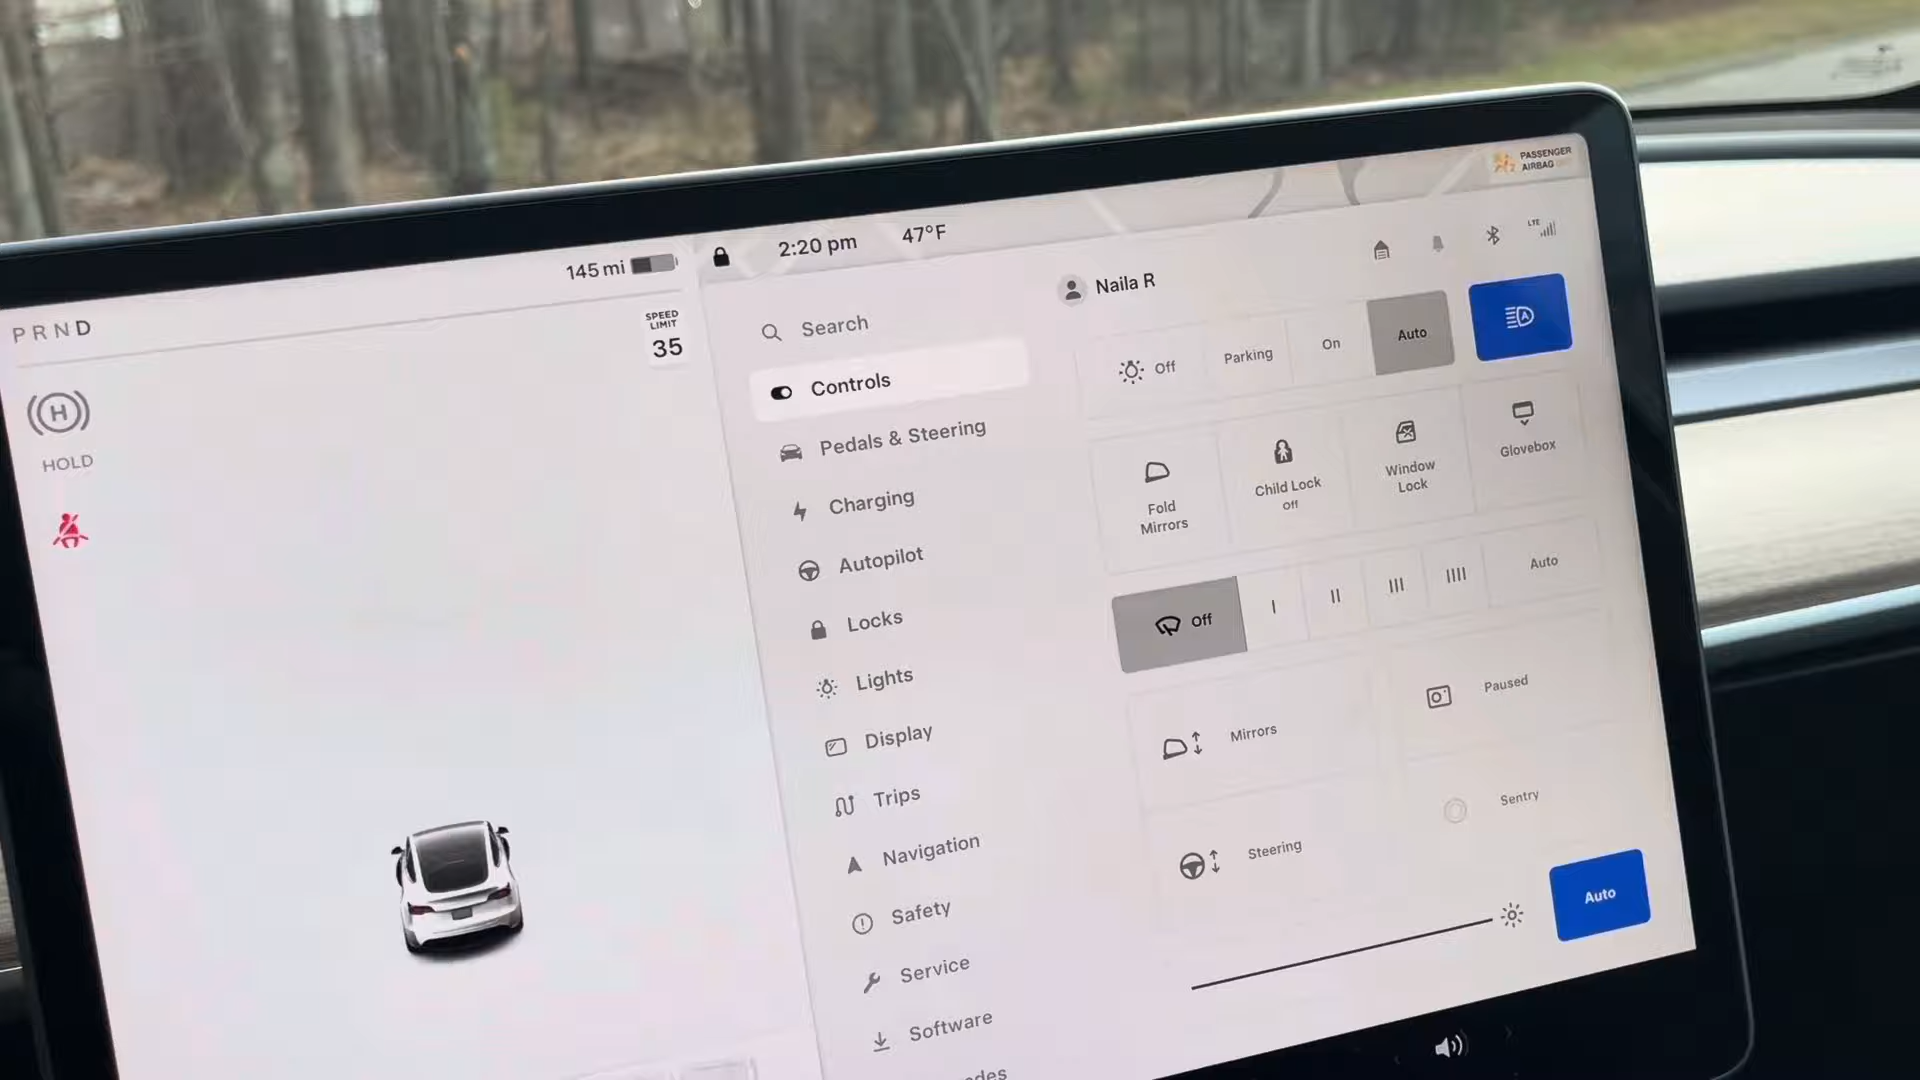 145 mi
2:20 pm
47°F
PASSENGER
AIRBAG
P R N D
SPEED
LIMIT
35
HOLD
Naila R
LTE
Search
Controls
Pedals & Steering
Charging
Autopilot
Locks
Lights
Display
Trips
Navigation
Safety
Service
Software
Off
Parking
On
Auto
A
Fold
Mirrors
Child Lock
Off
Window
Lock
Glovebox
Off
I
II
III
IIII
Auto
Mirrors
Paused
Steering
Sentry
Auto
H